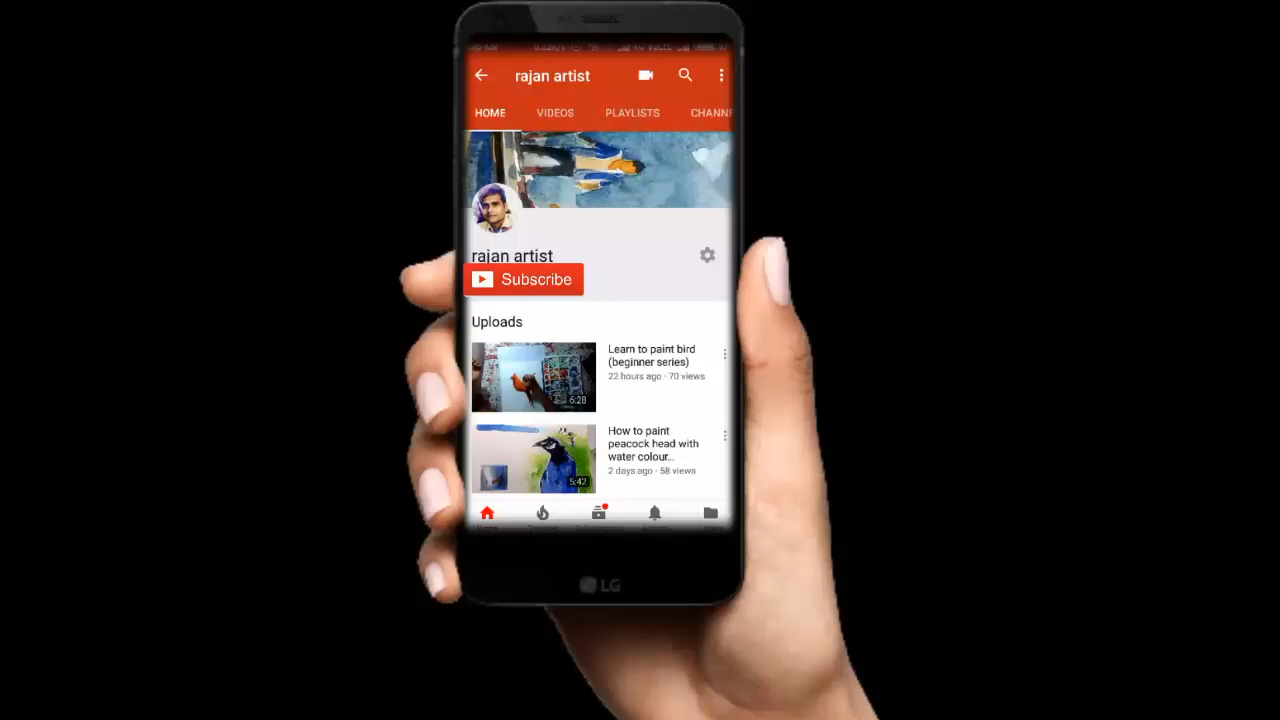 rajan artist
HOME VIDEOS PLAYLISTS CHANN
rajan artist
Subscribe
Uploads
Learn to paint bird
(beginner series)
22 hours ago · 70 views
6:28
How to paint
peacock head with
water colour...
2 days ago · 58 views
5:42
LG